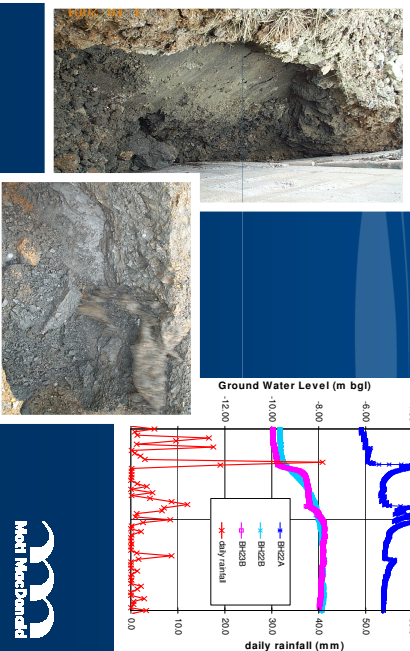 Ground Water Level (m bgl)
-12.00
-10.00
-8.00
-6.00
BH22A
BH22B
BH23B
daily rainfall
0.0
10.0
20.0
30.0
40.0
50.0
daily rainfall (mm)
Mott MacDonald